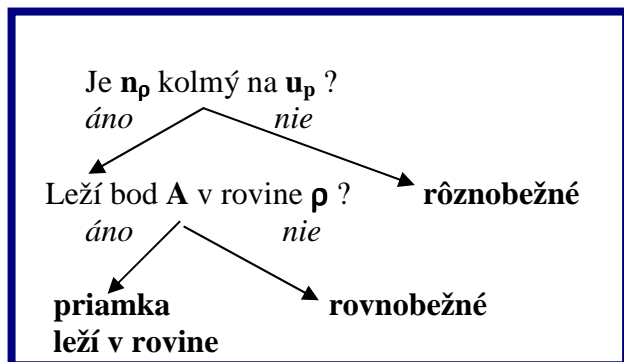 Je nρ kolmý na up ?
áno nie
Leží bod A v rovine ρ ? rôznobežné
áno nie
priamka rovnobežné
leží v rovine